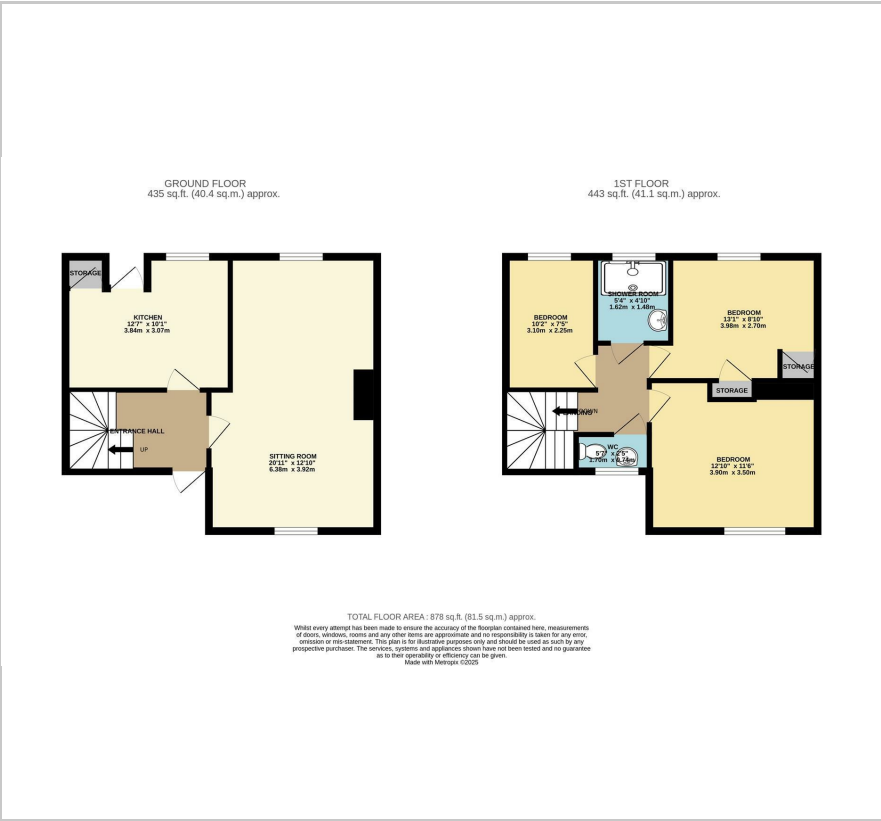 GROUND FLOOR
435 sq.ft. (40.4 sq.m.) approx.
STORAGE
KITCHEN
12'7" x 10'1"
3.84m x 3.07m
ENTRANCE HALL
UP
SITTING ROOM
20'11" x 12'10"
6.38m x 3.92m
1ST FLOOR
443 sq.ft. (41.1 sq.m.) approx.
BEDROOM
10'2" x 7'5"
3.10m x 2.25m
SHOWER ROOM
5'4" x 4'10"
1.62m x 1.48m
BEDROOM
13'1" x 8'10"
3.98m x 2.70m
STORAGE
STORAGE
DOWN
LANDING
WC
5'7" x 2'5"
1.70m x 0.74m
BEDROOM
12'10" x 11'6"
3.90m x 3.50m
TOTAL FLOOR AREA : 878 sq.ft. (81.5 sq.m.) approx.
Whilst every attempt has been made to ensure the accuracy of the floorplan contained here, measurements
of doors, windows, rooms and any other items are approximate and no responsibility is taken for any error,
omission or mis-statement. This plan is for illustrative purposes only and should be used as such by any
prospective purchaser. The services, systems and appliances shown have not been tested and no guarantee
as to their operability or efficiency can be given.
Made with Metropix ©2025